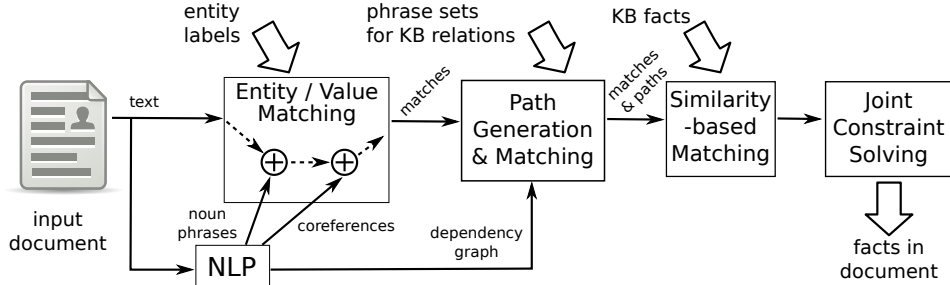 entity
labels
phrase sets
for KB relations
KB facts
text
Entity / Value
Matching
matches
Path
Generation
& Matching
matches
& paths
Similarity
-based
Matching
Joint
Constraint
Solving
input
document
noun
phrases
coreferences
dependency
graph
NLP
facts in
document